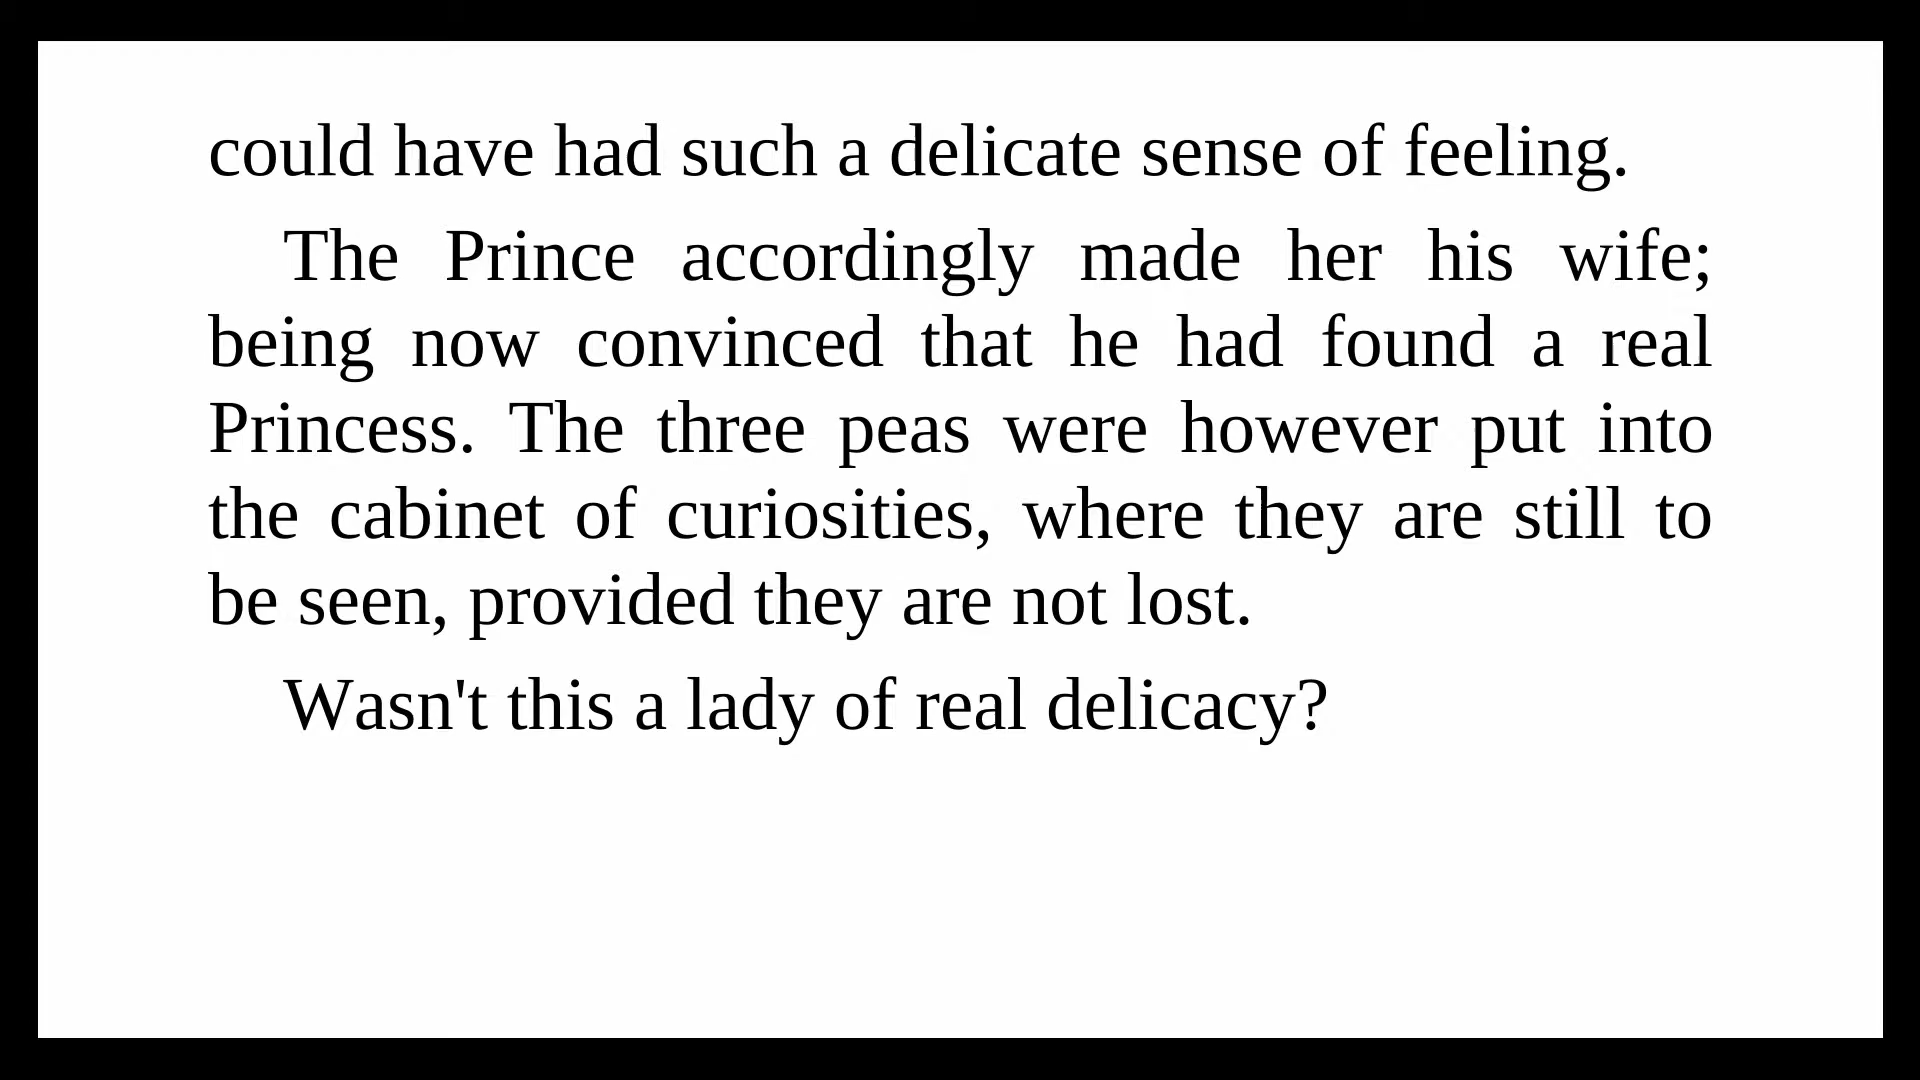 could have had such a delicate sense of feeling.
The Prince accordingly made her his wife;
being now convinced that he had found a real
Princess. The three peas were however put into
the cabinet of curiosities, where they are still to
be seen, provided they are not lost.
Wasn't this a lady of real delicacy?